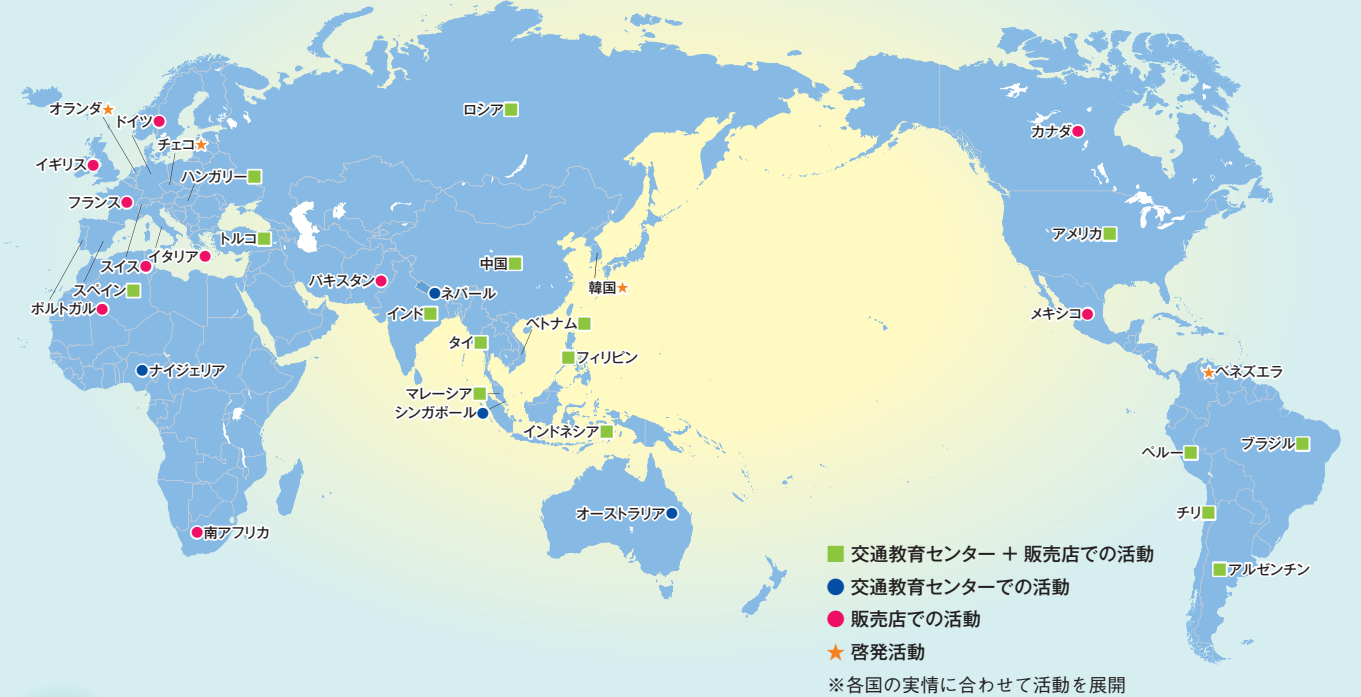 オランダ★
ドイツ
チェコ★
イギリス
ハンガリー
フランス
トルコ
イタリア
スイス
スペイン
ポルトガル
ロシア
中国
韓国★
パキスタン
ネパール
インド
ベトナム
タイ
フィリピン
マレーシア
シンガポール
インドネシア
ナイジェリア
南アフリカ
オーストラリア
カナダ
アメリカ
メキシコ
★ベネズエラ
ペルー
ブラジル
チリ
アルゼンチン
■ 交通教育センター + 販売店での活動
● 交通教育センターでの活動
● 販売店での活動
★ 啓発活動
※各国の実情に合わせて活動を展開